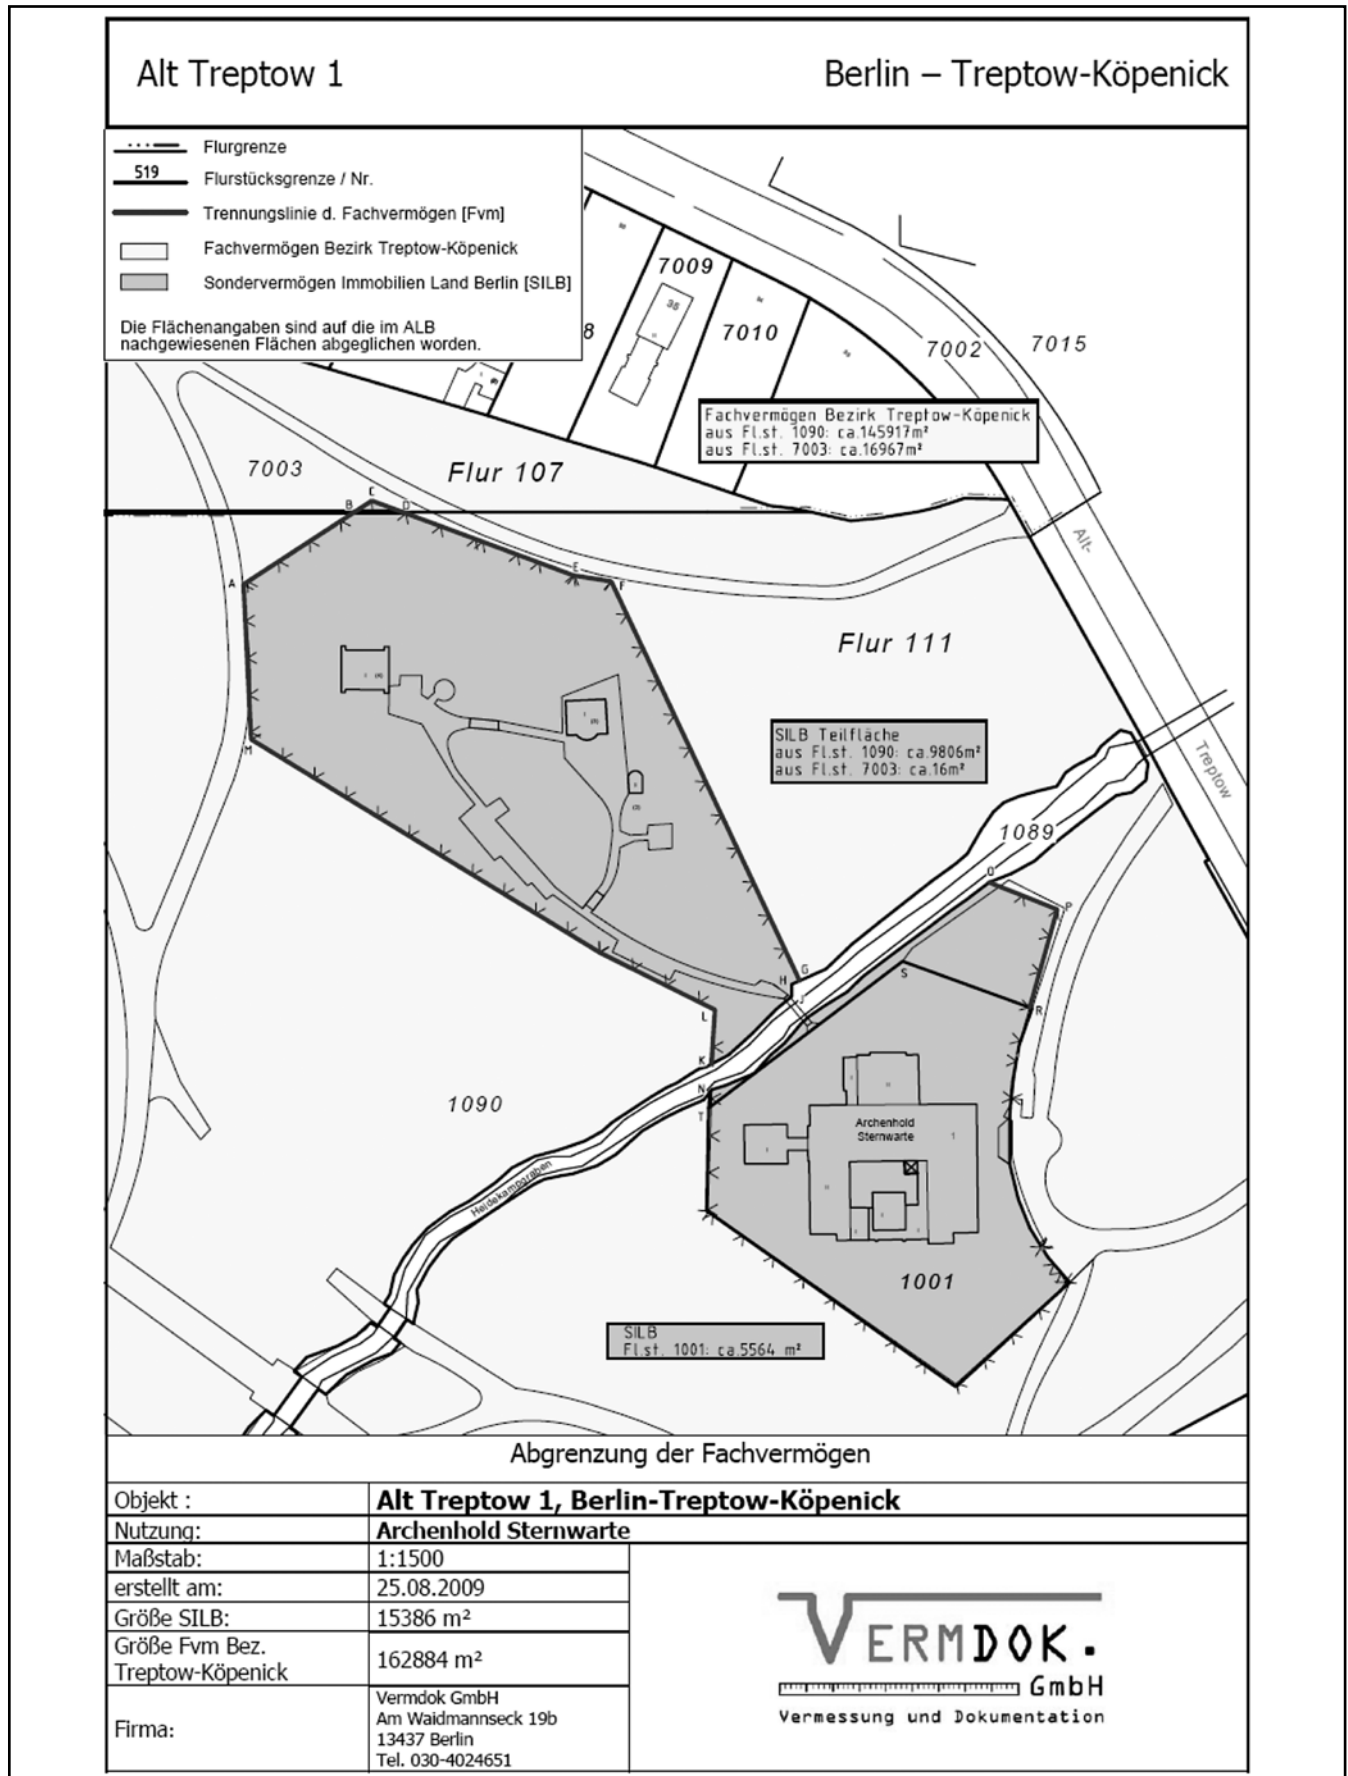 Alt Treptow 1
Berlin – Treptow-Köpenick
Flurgrenze
519
Flurstücksgrenze / Nr.
Trennungslinie d. Fachvermögen [Fvm]
Fachvermögen Bezirk Treptow-Köpenick
Sondervermögen Immobilien Land Berlin [SILB]
Die Flächenangaben sind auf die im ALB
nachgewiesenen Flächen abgeglichen worden.
7009
35
8
7010
7002
7015
Fachvermögen Bezirk Treptow-Köpenick
aus Fl.st. 1090: ca.145917m²
aus Fl.st. 7003: ca.16967m²
7003
Flur 107
B
C
D
Alt-
A
E
F
Flur 111
M
SILB Teilfläche
aus Fl.st. 1090: ca.9806m²
aus Fl.st. 7003: ca.16m²
Treptow
1089
O
P
G
H
J
S
R
L
K
N
T
1090
Archenhold
Sternwarte
Heidekampgraben
1001
SILB
Fl.st. 1001: ca.5564 m²
Abgrenzung der Fachvermögen
Objekt :
Alt Treptow 1, Berlin-Treptow-Köpenick
Nutzung:
Archenhold Sternwarte
Maßstab:
1:1500
erstellt am:
25.08.2009
Größe SILB:
15386 m²
Größe Fvm Bez.
Treptow-Köpenick
162884 m²
Firma:
Vermdok GmbH
Am Waidmannseck 19b
13437 Berlin
Tel. 030-4024651
VERMDOK.
GmbH
Vermessung und Dokumentation